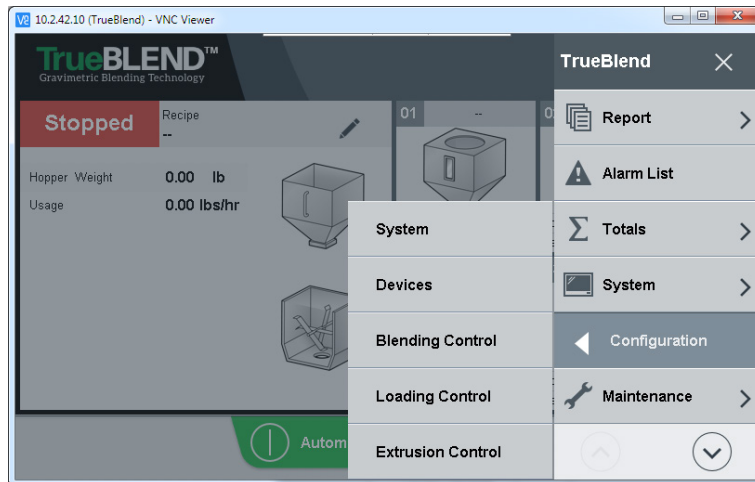 10.2.42.10 (TrueBlend) - VNC Viewer
TrueBLEND™
Gravimetric Blending Technology
Stopped
Recipe
--
Hopper Weight 0.00 lb
Usage 0.00 lbs/hr
01 --
System
Devices
Blending Control
Loading Control
Extrusion Control
Autom
TrueBlend
Report
Alarm List
Totals
System
Configuration
Maintenance